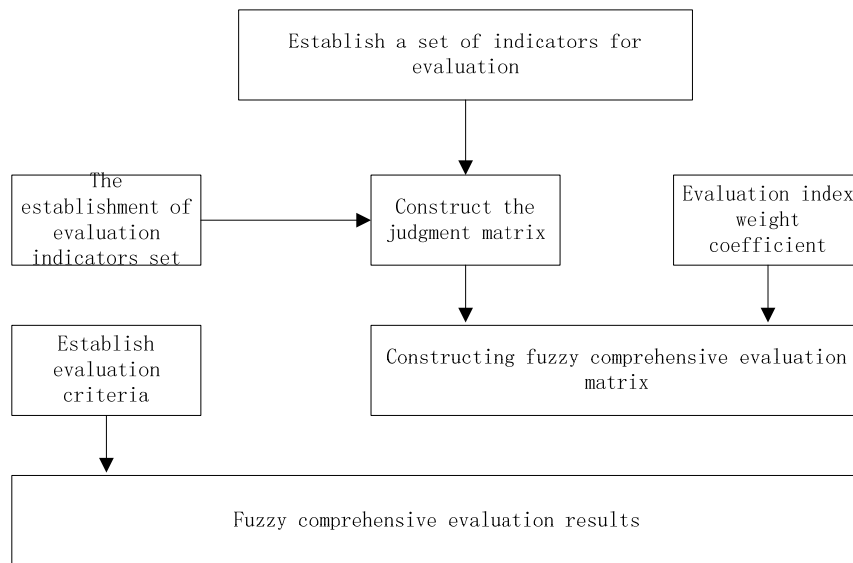 Establish a set of indicators for
evaluation
The
establishment of
evaluation
indicators set
Construct the
judgment matrix
Evaluation index
weight
coefficient
Establish
evaluation
criteria
Constructing fuzzy comprehensive evaluation
matrix
Fuzzy comprehensive evaluation results